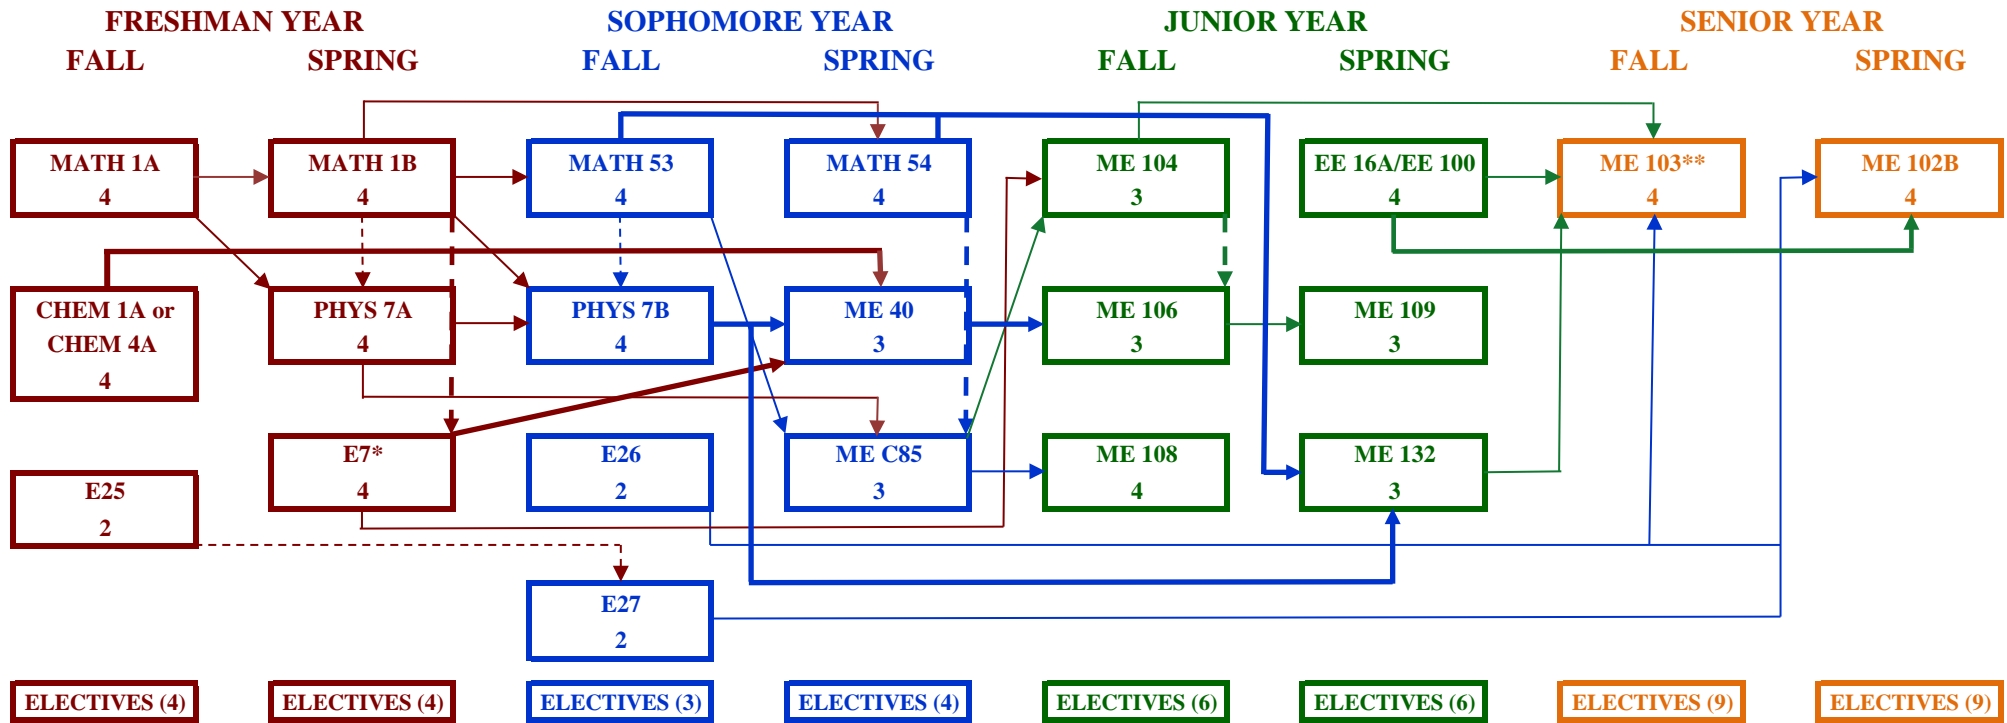 FRESHMAN YEAR
SOPHOMORE YEAR
JUNIOR YEAR
SENIOR YEAR
FALL
SPRING
FALL
SPRING
FALL
SPRING
FALL
SPRING
MATH 1A
4
MATH 1B
4
MATH 53
4
MATH 54
4
ME 104
3
EE 16A/EE 100
4
ME 103**
4
ME 102B
4
CHEM 1A or
CHEM 4A
4
PHYS 7A
4
PHYS 7B
4
ME 40
3
ME 106
3
ME 109
3
E25
2
E7*
4
E26
2
ME C85
3
ME 108
4
ME 132
3
E27
2
ELECTIVES (4)
ELECTIVES (4)
ELECTIVES (3)
ELECTIVES (4)
ELECTIVES (6)
ELECTIVES (6)
ELECTIVES (9)
ELECTIVES (9)